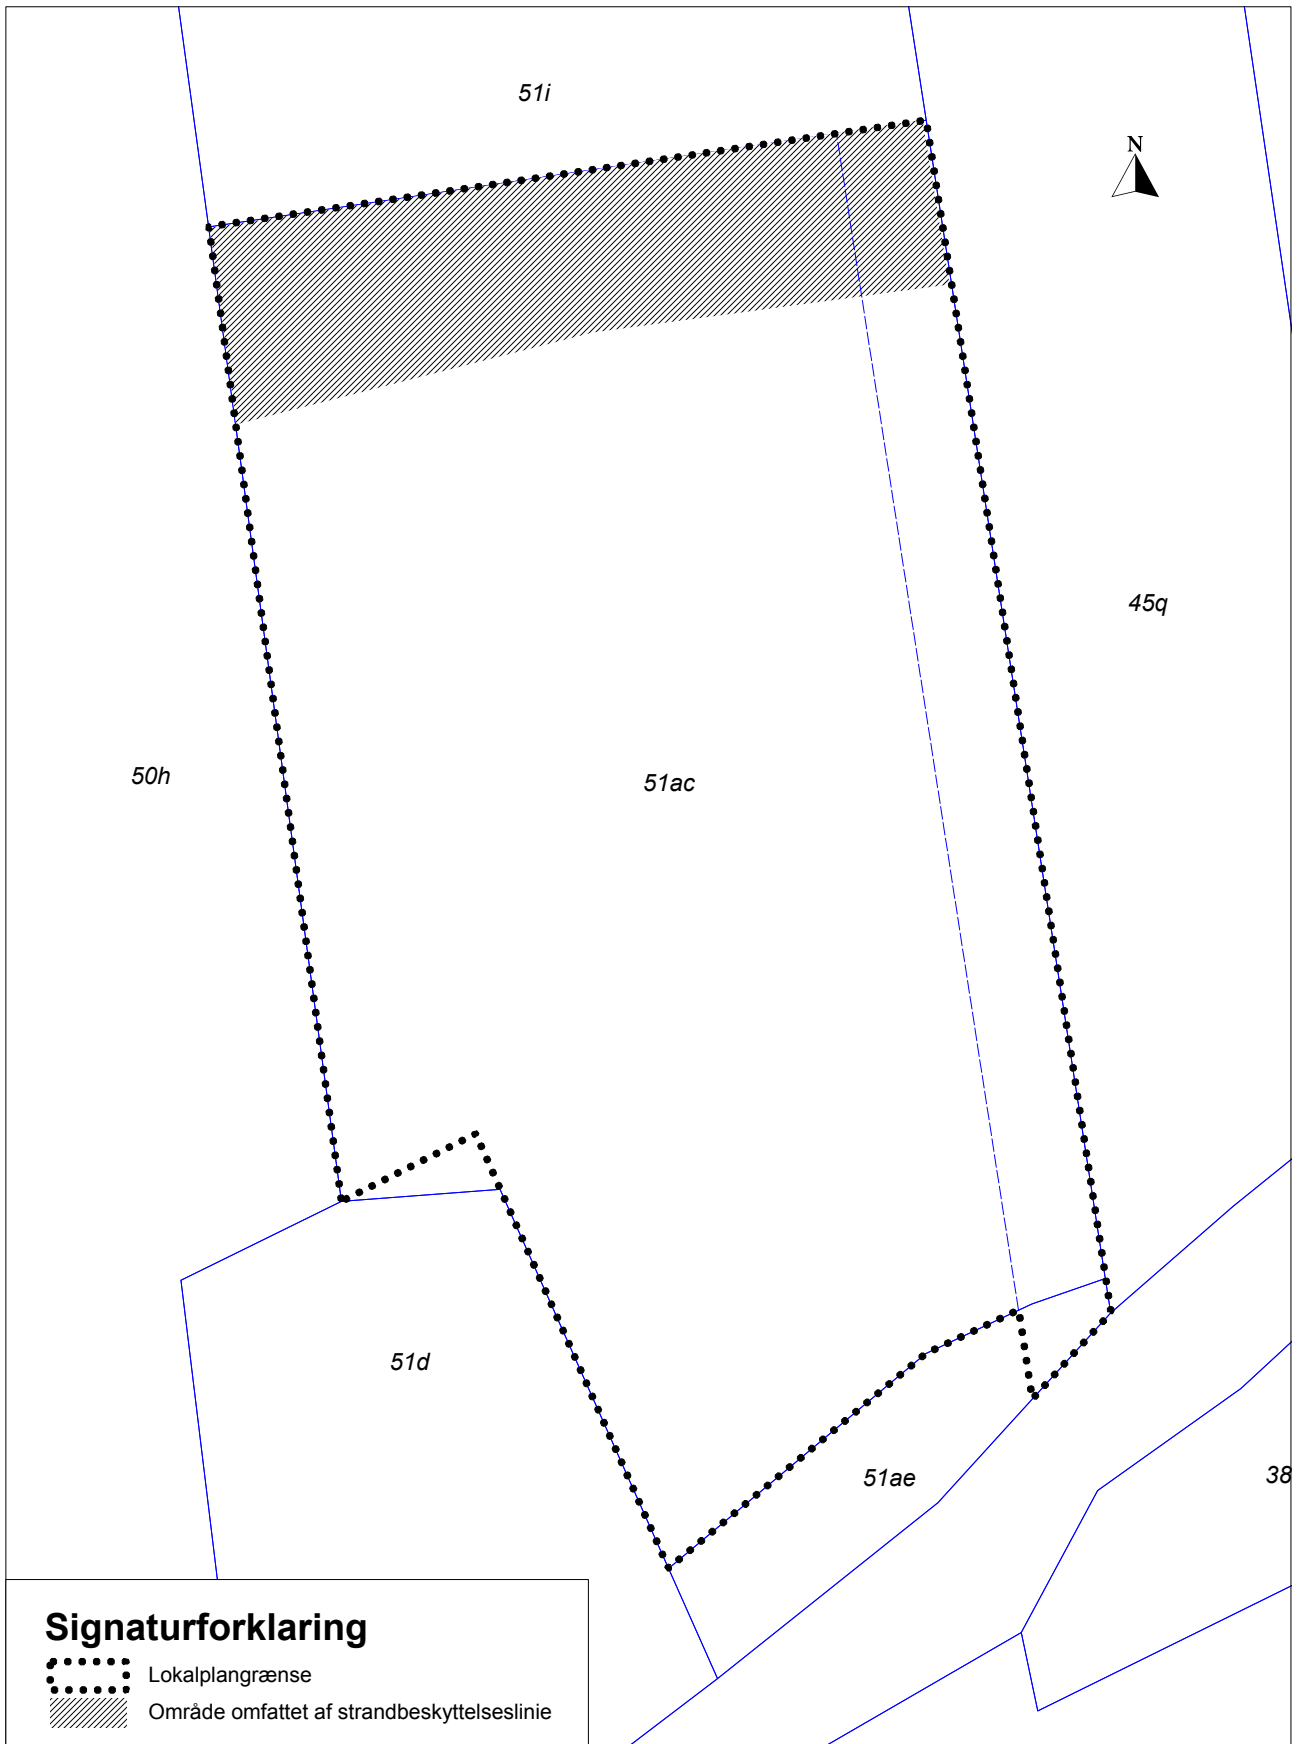 51i
N
45q
50h
51ac
51d
51ae
38
Signaturforklaring
Lokalplangrænse
Område omfattet af strandbeskyttelseslinie